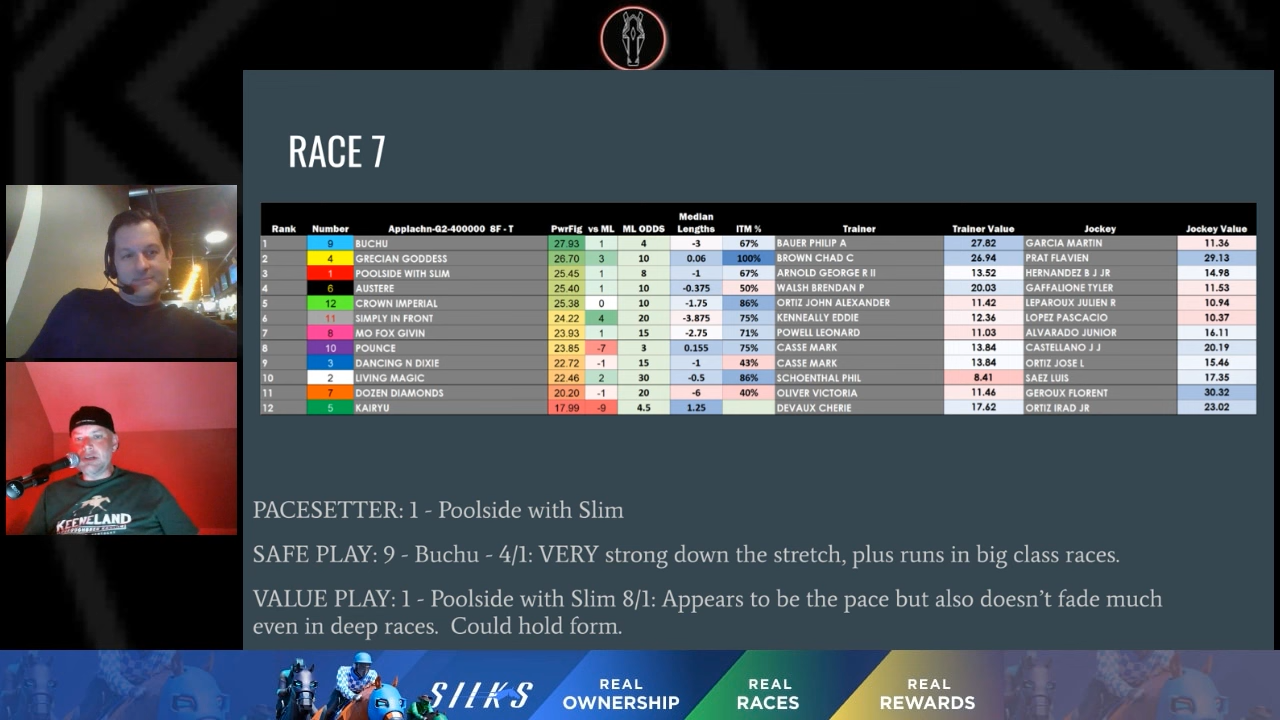 RACE 7
Median
Rank Number Applachn-G2-400000 8F - T PwrFig vs ML ML ODDS Lengths ITM % Trainer Trainer Value Jockey Jockey Value
1 9 BUCHU 27.93 1 4 -3 67% BAUER PHILIP A 27.82 GARCIA MARTIN 11.36
2 4 GRECIAN GODDESS 26.70 3 10 0.06 100% BROWN CHAD C 26.94 PRAT FLAVIEN 29.13
3 1 POOLSIDE WITH SLIM 25.45 1 8 -1 67% ARNOLD GEORGE R II 13.52 HERNANDEZ B J JR 14.98
4 6 AUSTERE 25.40 1 10 -0.375 50% WALSH BRENDAN P 20.03 GAFFALIONE TYLER 11.53
5 12 CROWN IMPERIAL 25.38 0 10 -1.75 86% ORTIZ JOHN ALEXANDER 11.42 LEPAROUX JULIEN R 10.94
6 11 SIMPLY IN FRONT 24.22 4 20 -3.875 75% KENNEALLY EDDIE 12.36 LOPEZ PASCACIO 10.37
7 8 MO FOX GIVIN 23.93 1 15 -2.75 71% POWELL LEONARD 11.03 ALVARADO JUNIOR 16.11
8 10 POUNCE 23.85 -7 3 0.155 75% CASSE MARK 13.84 CASTELLANO J J 20.19
9 3 DANCING N DIXIE 22.72 -1 15 -1 43% CASSE MARK 13.84 ORTIZ JOSE L 15.46
10 2 LIVING MAGIC 22.46 2 30 -0.5 86% SCHOENTHAL PHIL 8.41 SAEZ LUIS 17.35
11 7 DOZEN DIAMONDS 20.20 -1 20 -6 40% OLIVER VICTORIA 11.46 GEROUX FLORENT 30.32
12 5 KAIRYU 17.99 -9 4.5 1.25 DEVAUX CHERIE 17.62 ORTIZ IRAD JR 23.02
KEENELAND
PACESETTER: 1 - Poolside with Slim
SAFE PLAY: 9 - Buchu - 4/1: VERY strong down the stretch, plus runs in big class races.
VALUE PLAY: 1 - Poolside with Slim 8/1: Appears to be the pace but also doesn't fade much
even in deep races. Could hold form.
SILKS
REAL
OWNERSHIP
REAL
RACES
REAL
REWARDS